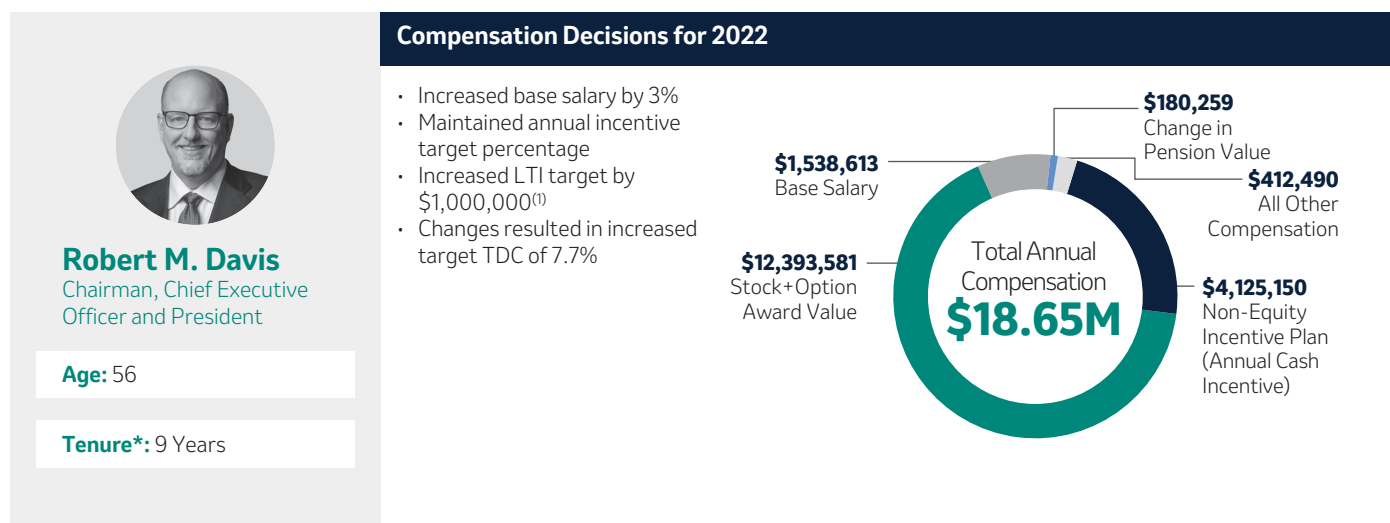 Compensation Decisions for 2022
Robert M. Davis
Chairman, Chief Executive
Officer and President
Age: 56
Tenure*: 9 Years
• Increased base salary by 3%
• Maintained annual incentive
target percentage
• Increased LTI target by
$1,000,000(1)
• Changes resulted in increased
target TDC of 7.7%
$1,538,613
Base Salary
$12,393,581
Stock+Option
Award Value
Total Annual
Compensation
$18.65M
$180,259
Change in
Pension Value
$412,490
All Other
Compensation
$4,125,150
Non-Equity
Incentive Plan
(Annual Cash
Incentive)